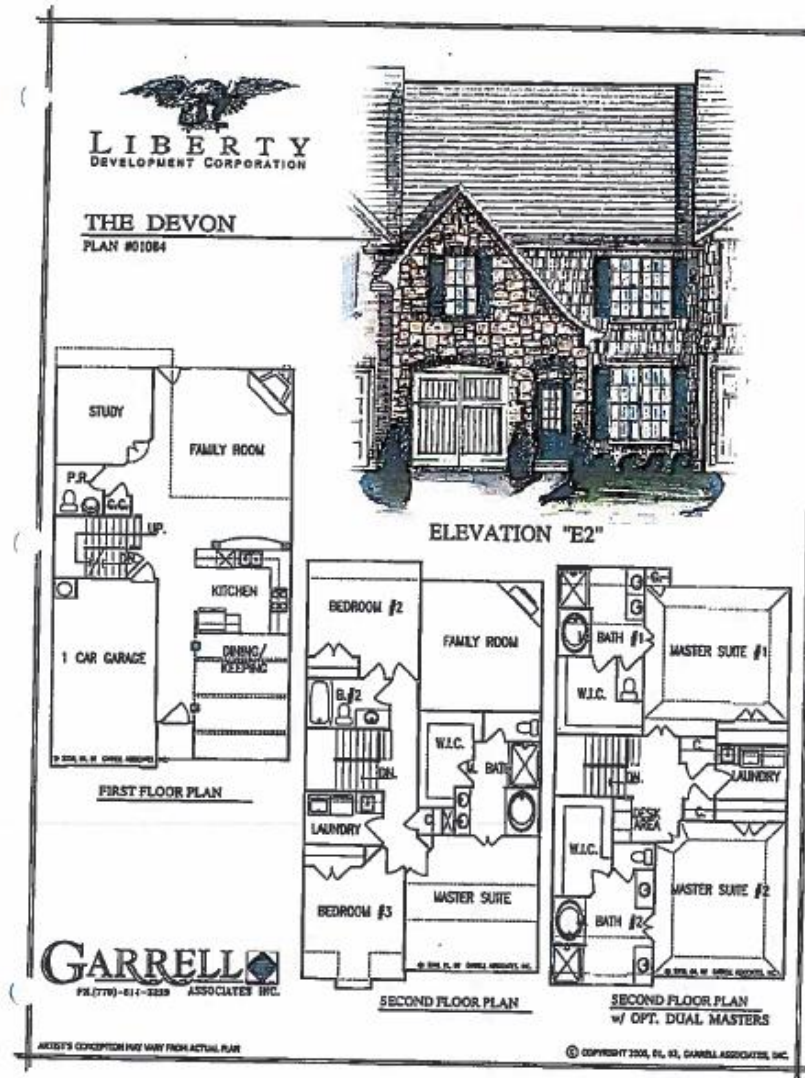 LIBERTY
DEVELOPMENT CORPORATION
THE DEVON
PLAN #01084
ELEVATION "E2"
STUDY
FAMILY ROOM
P.R.
C.C.
UP.
DN.
KITCHEN
1 CAR GARAGE
DINING/
KEEPING
FIRST FLOOR PLAN
BEDROOM #2
FAMILY ROOM
B.#2
W.I.C.
BATH
DN.
LAUNDRY
C
MASTER SUITE
BEDROOM #3
SECOND FLOOR PLAN
C.
BATH #1
MASTER SUITE #1
W.I.C.
C.
DN.
LAUNDRY
DESK
AREA
C.
W.I.C.
MASTER SUITE #2
BATH #2
SECOND FLOOR PLAN
w/ OPT. DUAL MASTERS
GARRELL
ASSOCIATES INC.
ARTIST'S CONCEPTION MAY VARY FROM ACTUAL PLAN
© COPYRIGHT 2000, 01, 02, GARRELL ASSOCIATES, INC.